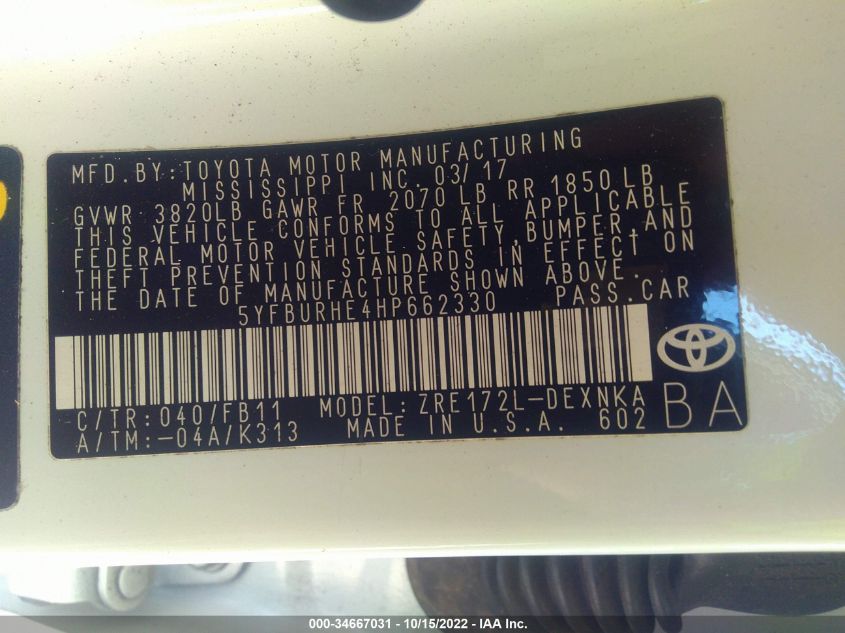 MFD. BY: TOYOTA MOTOR MANUFACTURING
MISSISSIPPI INC. 03/17
GVWR 3820LB GAWR FR 2070 LB RR 1850 LB
THIS VEHICLE CONFORMS TO ALL APPLICABLE
FEDERAL MOTOR VEHICLE SAFETY, BUMPER, AND
THEFT PREVENTION STANDARDS IN EFFECT ON
THE DATE OF MANUFACTURE SHOWN ABOVE.
5YFBURHE4HP662330 PASS. CAR
C/TR: 040/FB11 MODEL: ZRE172L-DEXNKA
A/TM: -04A/K313 MADE IN U.S.A. 602
BA
000-34667031 - 10/15/2022 - IAA Inc.